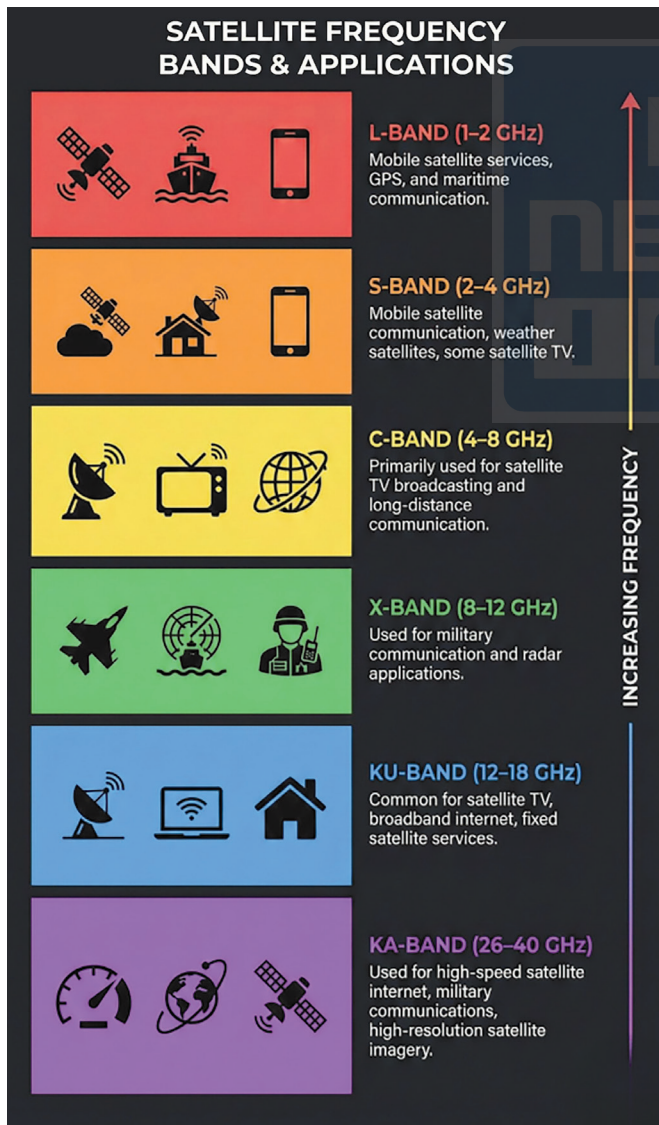 SATELLITE FREQUENCY
BANDS & APPLICATIONS
L-BAND (1–2 GHz)
Mobile satellite services,
GPS, and maritime
communication.
S-BAND (2–4 GHz)
Mobile satellite
communication, weather
satellites, some satellite TV.
C-BAND (4–8 GHz)
Primarily used for satellite
TV broadcasting and
long-distance
communication.
X-BAND (8–12 GHz)
Used for military
communication and radar
applications.
KU-BAND (12–18 GHz)
Common for satellite TV,
broadband internet, fixed
satellite services.
KA-BAND (26–40 GHz)
Used for high-speed satellite
internet, military
communications,
high-resolution satellite
imagery.
INCREASING FREQUENCY